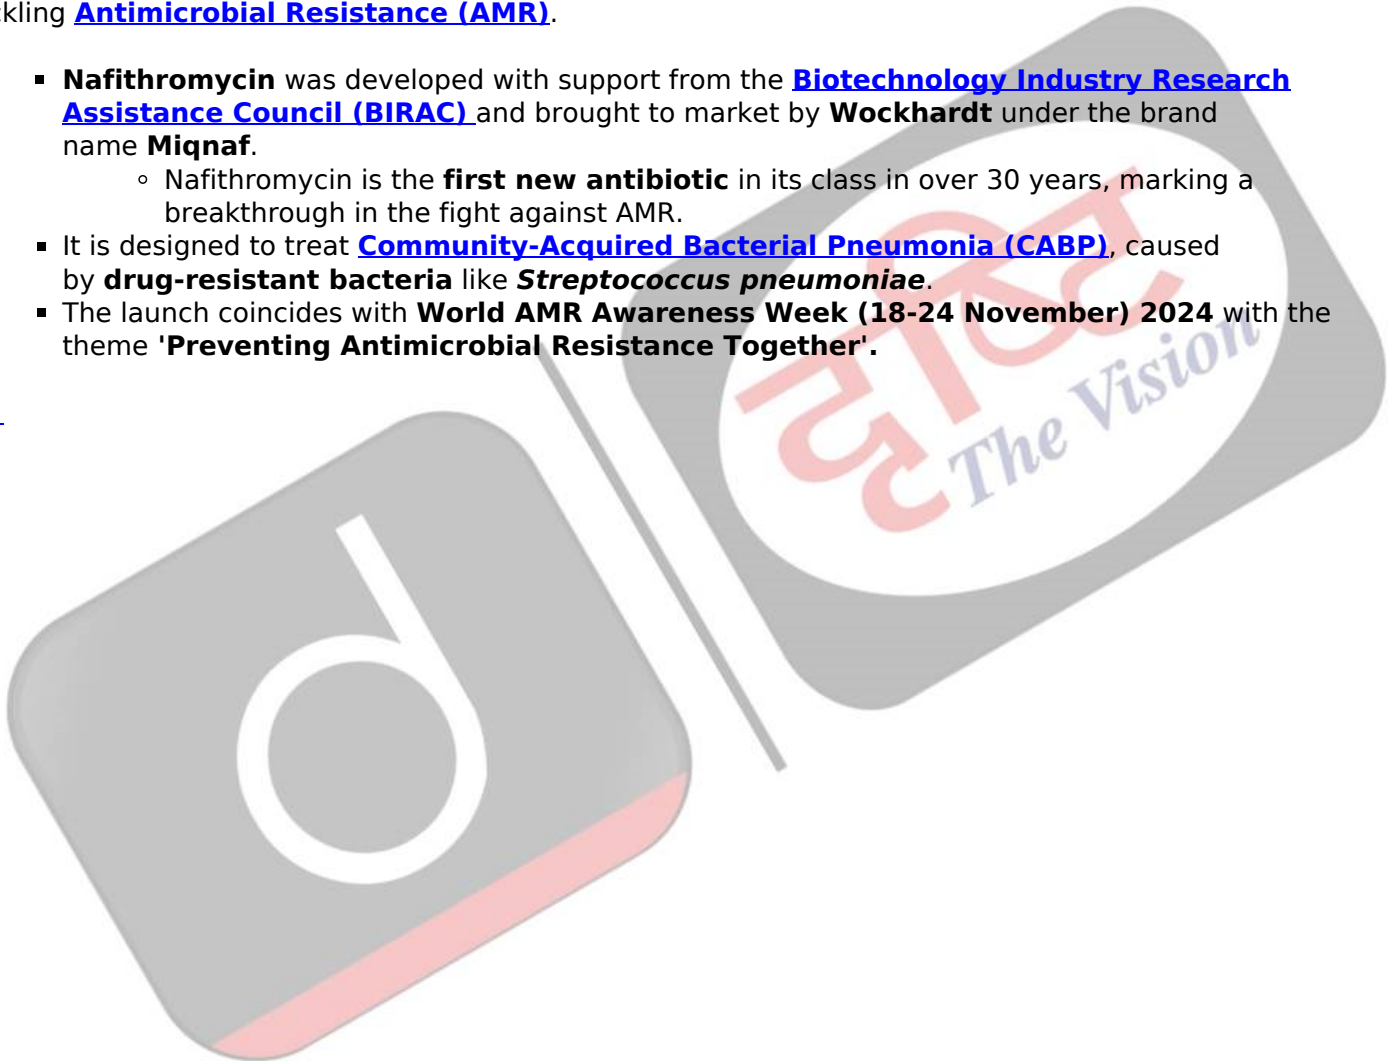 kling Antimicrobial Resistance (AMR).
▪ Nafithromycin was developed with support from the Biotechnology Industry Research
Assistance Council (BIRAC) and brought to market by Wockhardt under the brand
name Miqnaf.
◦ Nafithromycin is the first new antibiotic in its class in over 30 years, marking a
breakthrough in the fight against AMR.
▪ It is designed to treat Community-Acquired Bacterial Pneumonia (CABP), caused
by drug-resistant bacteria like Streptococcus pneumoniae.
▪ The launch coincides with World AMR Awareness Week (18-24 November) 2024 with the
theme 'Preventing Antimicrobial Resistance Together'.
दृष्टि
The Vision
d